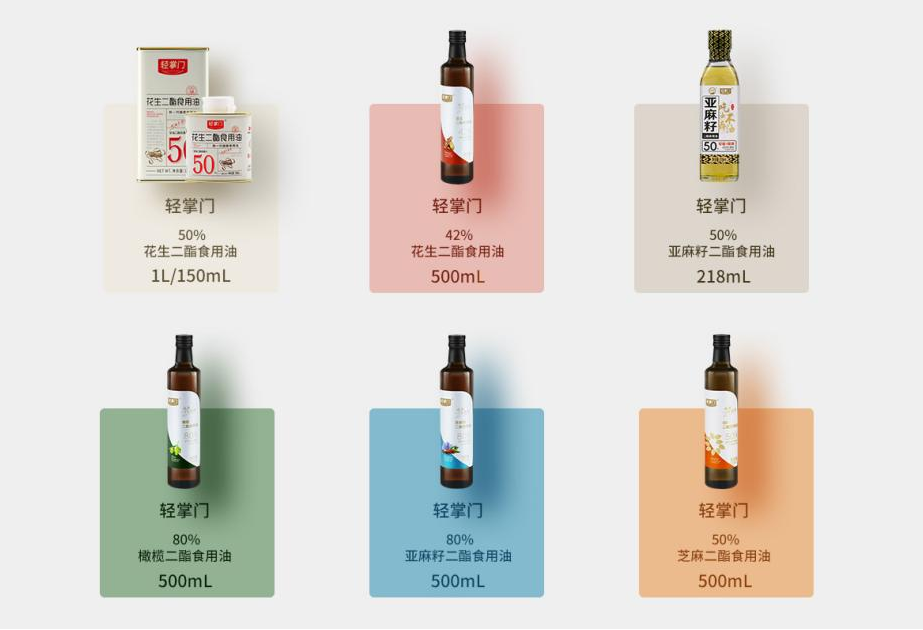 轻掌门
花生二酯食用油
50
轻掌门
花生二酯食用油
50
亚麻籽
50
轻掌门
50%
花生二酯食用油
1L/150mL
轻掌门
42%
花生二酯食用油
500mL
轻掌门
50%
亚麻籽二酯食用油
218mL
轻掌门
80%
橄榄二酯食用油
500mL
轻掌门
80%
亚麻籽二酯食用油
500mL
轻掌门
50%
芝麻二酯食用油
500mL